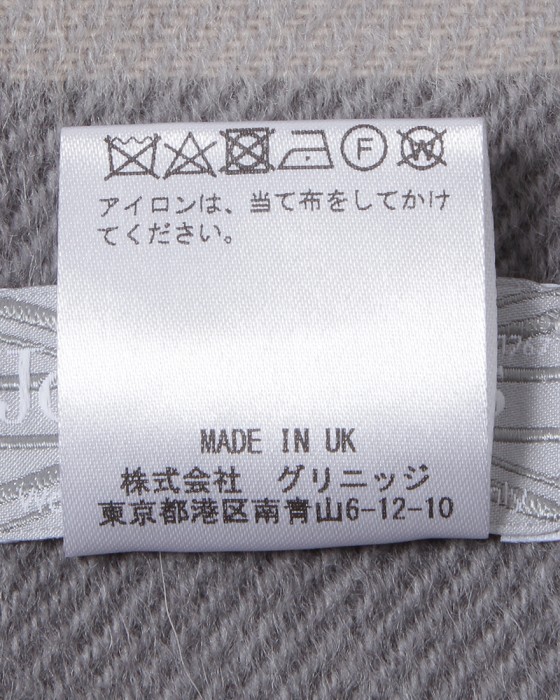 F W
アイロンは、当て布をしてかけ
てください。
MADE IN UK
株式会社 グリニッジ
東京都港区南青山6-12-10